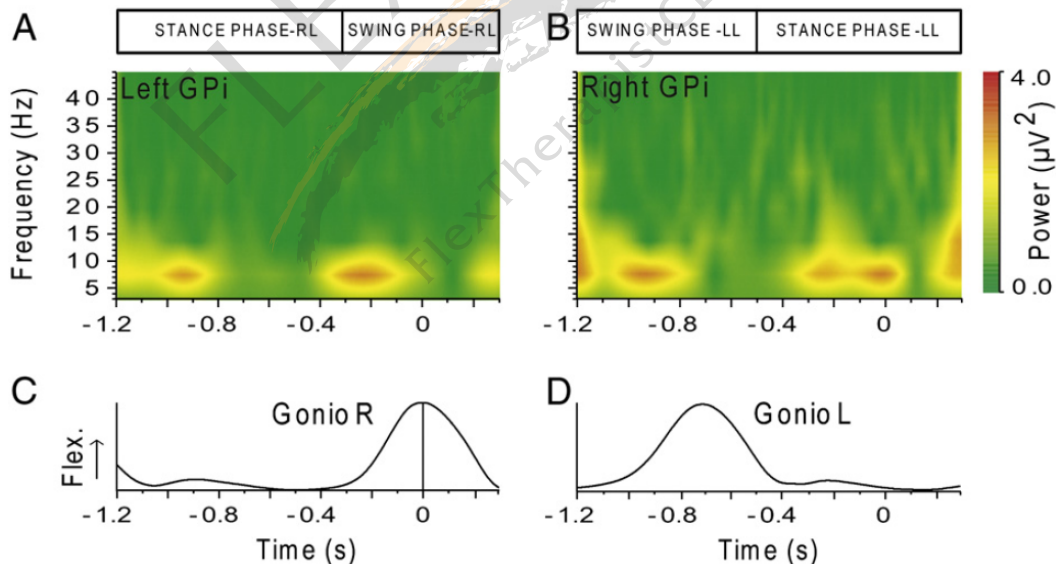 A
STANCE PHASE-RL
SWING PHASE-RL
B
SWING PHASE -LL
STANCE PHASE -LL
Left GPi
Right GPi
Frequency (Hz)
40
35
30
25
20
15
10
5
-1.2
-0.8
-0.4
0
-1.2
-0.8
-0.4
0
4.0
0.0
Power (µV²)
C
Gonio R
Flex.
-1.2
-0.8
-0.4
0
Time (s)
D
Gonio L
-1.2
-0.8
-0.4
0
Time (s)